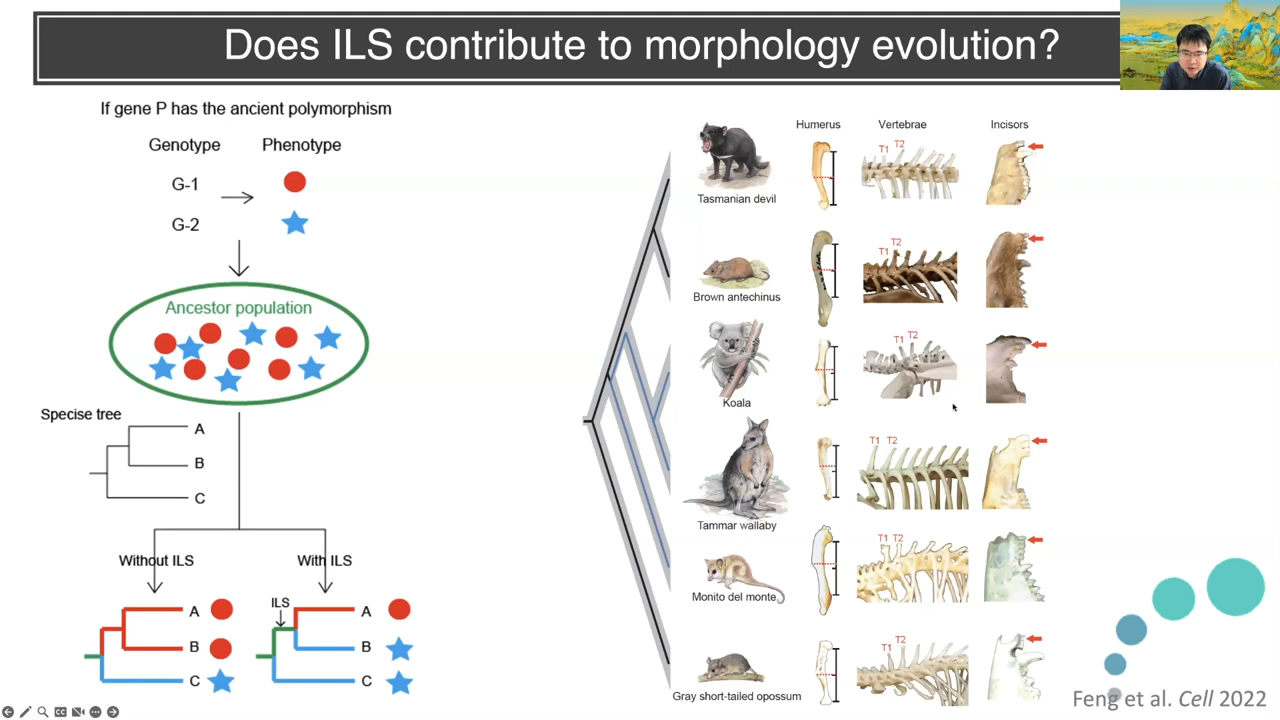 Does ILS contribute to morphology evolution?
If gene P has the ancient polymorphism
Genotype
Phenotype
G-1
G-2
Ancestor population
Specise tree
A
B
C
Without ILS
With ILS
ILS
A
B
C
A
B
C
Humerus
Vertebrae
Incisors
T1
T2
Tasmanian devil
T1
T2
Brown antechinus
T1
T2
Koala
T1
T2
Tammar wallaby
T1
T2
Monito del monte
T1
T2
Gray short-tailed opossum
Feng et al. Cell 2022